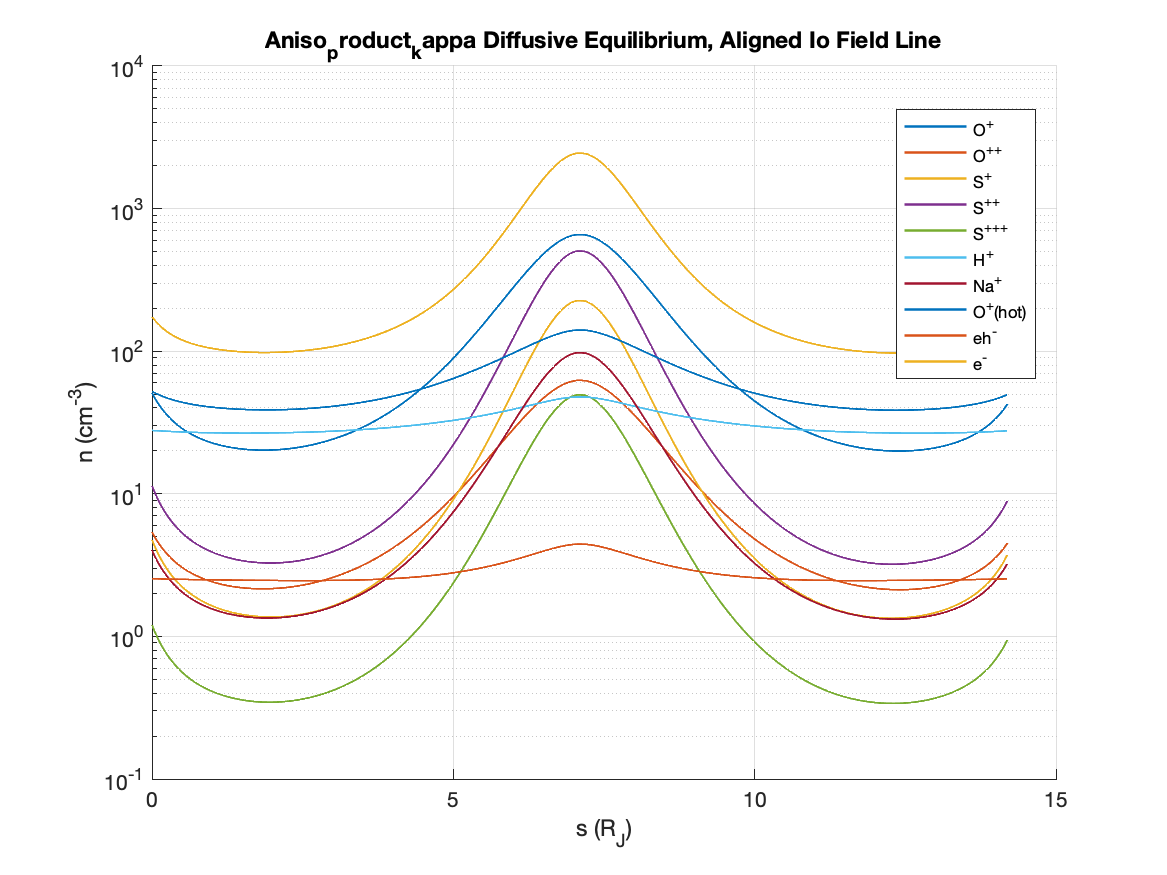 Aniso_product_kappa Diffusive Equilibrium, Aligned Io Field Line
10^4
10^3
10^2
10^1
10^0
10^-1
n (cm^-3)
O^+
O^++
S^+
S^++
S^+++
H^+
Na^+
O^+(hot)
eh^-
e^-
0 5 10 15
s (R_J)